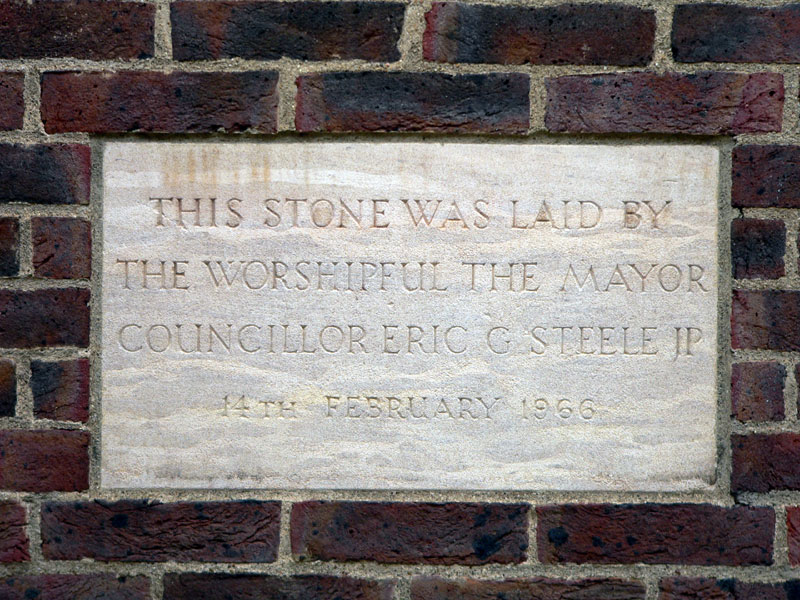 THIS STONE WAS LAID BY
THE WORSHIPFUL THE MAYOR
COUNCILLOR ERIC G STEELE JP
14TH FEBRUARY 1966